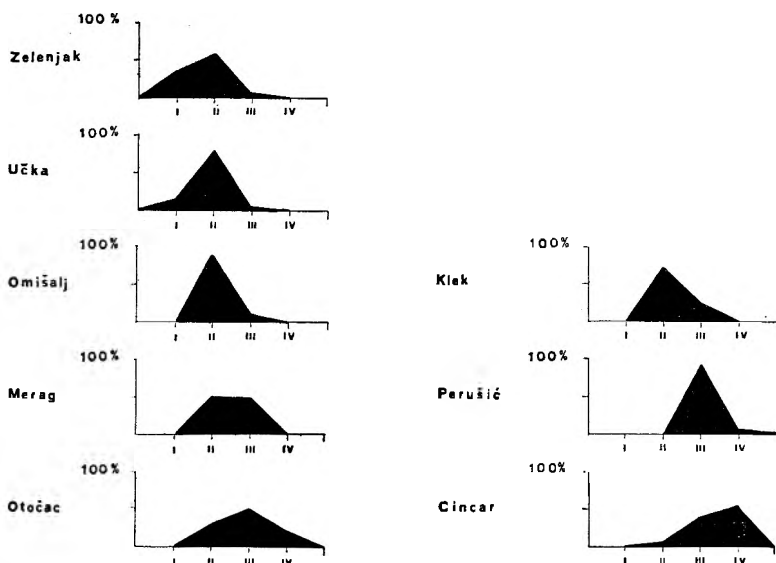 100 %
Zelenjak
I II III IV
100%
Učka
I II III IV
100%
Omišalj
I II III IV
100%
Klek
I II III IV
100%
Merag
I II III IV
100%
Perušić
I II III IV
100%
Otočac
I II III IV
100%
Cincar
I II III IV